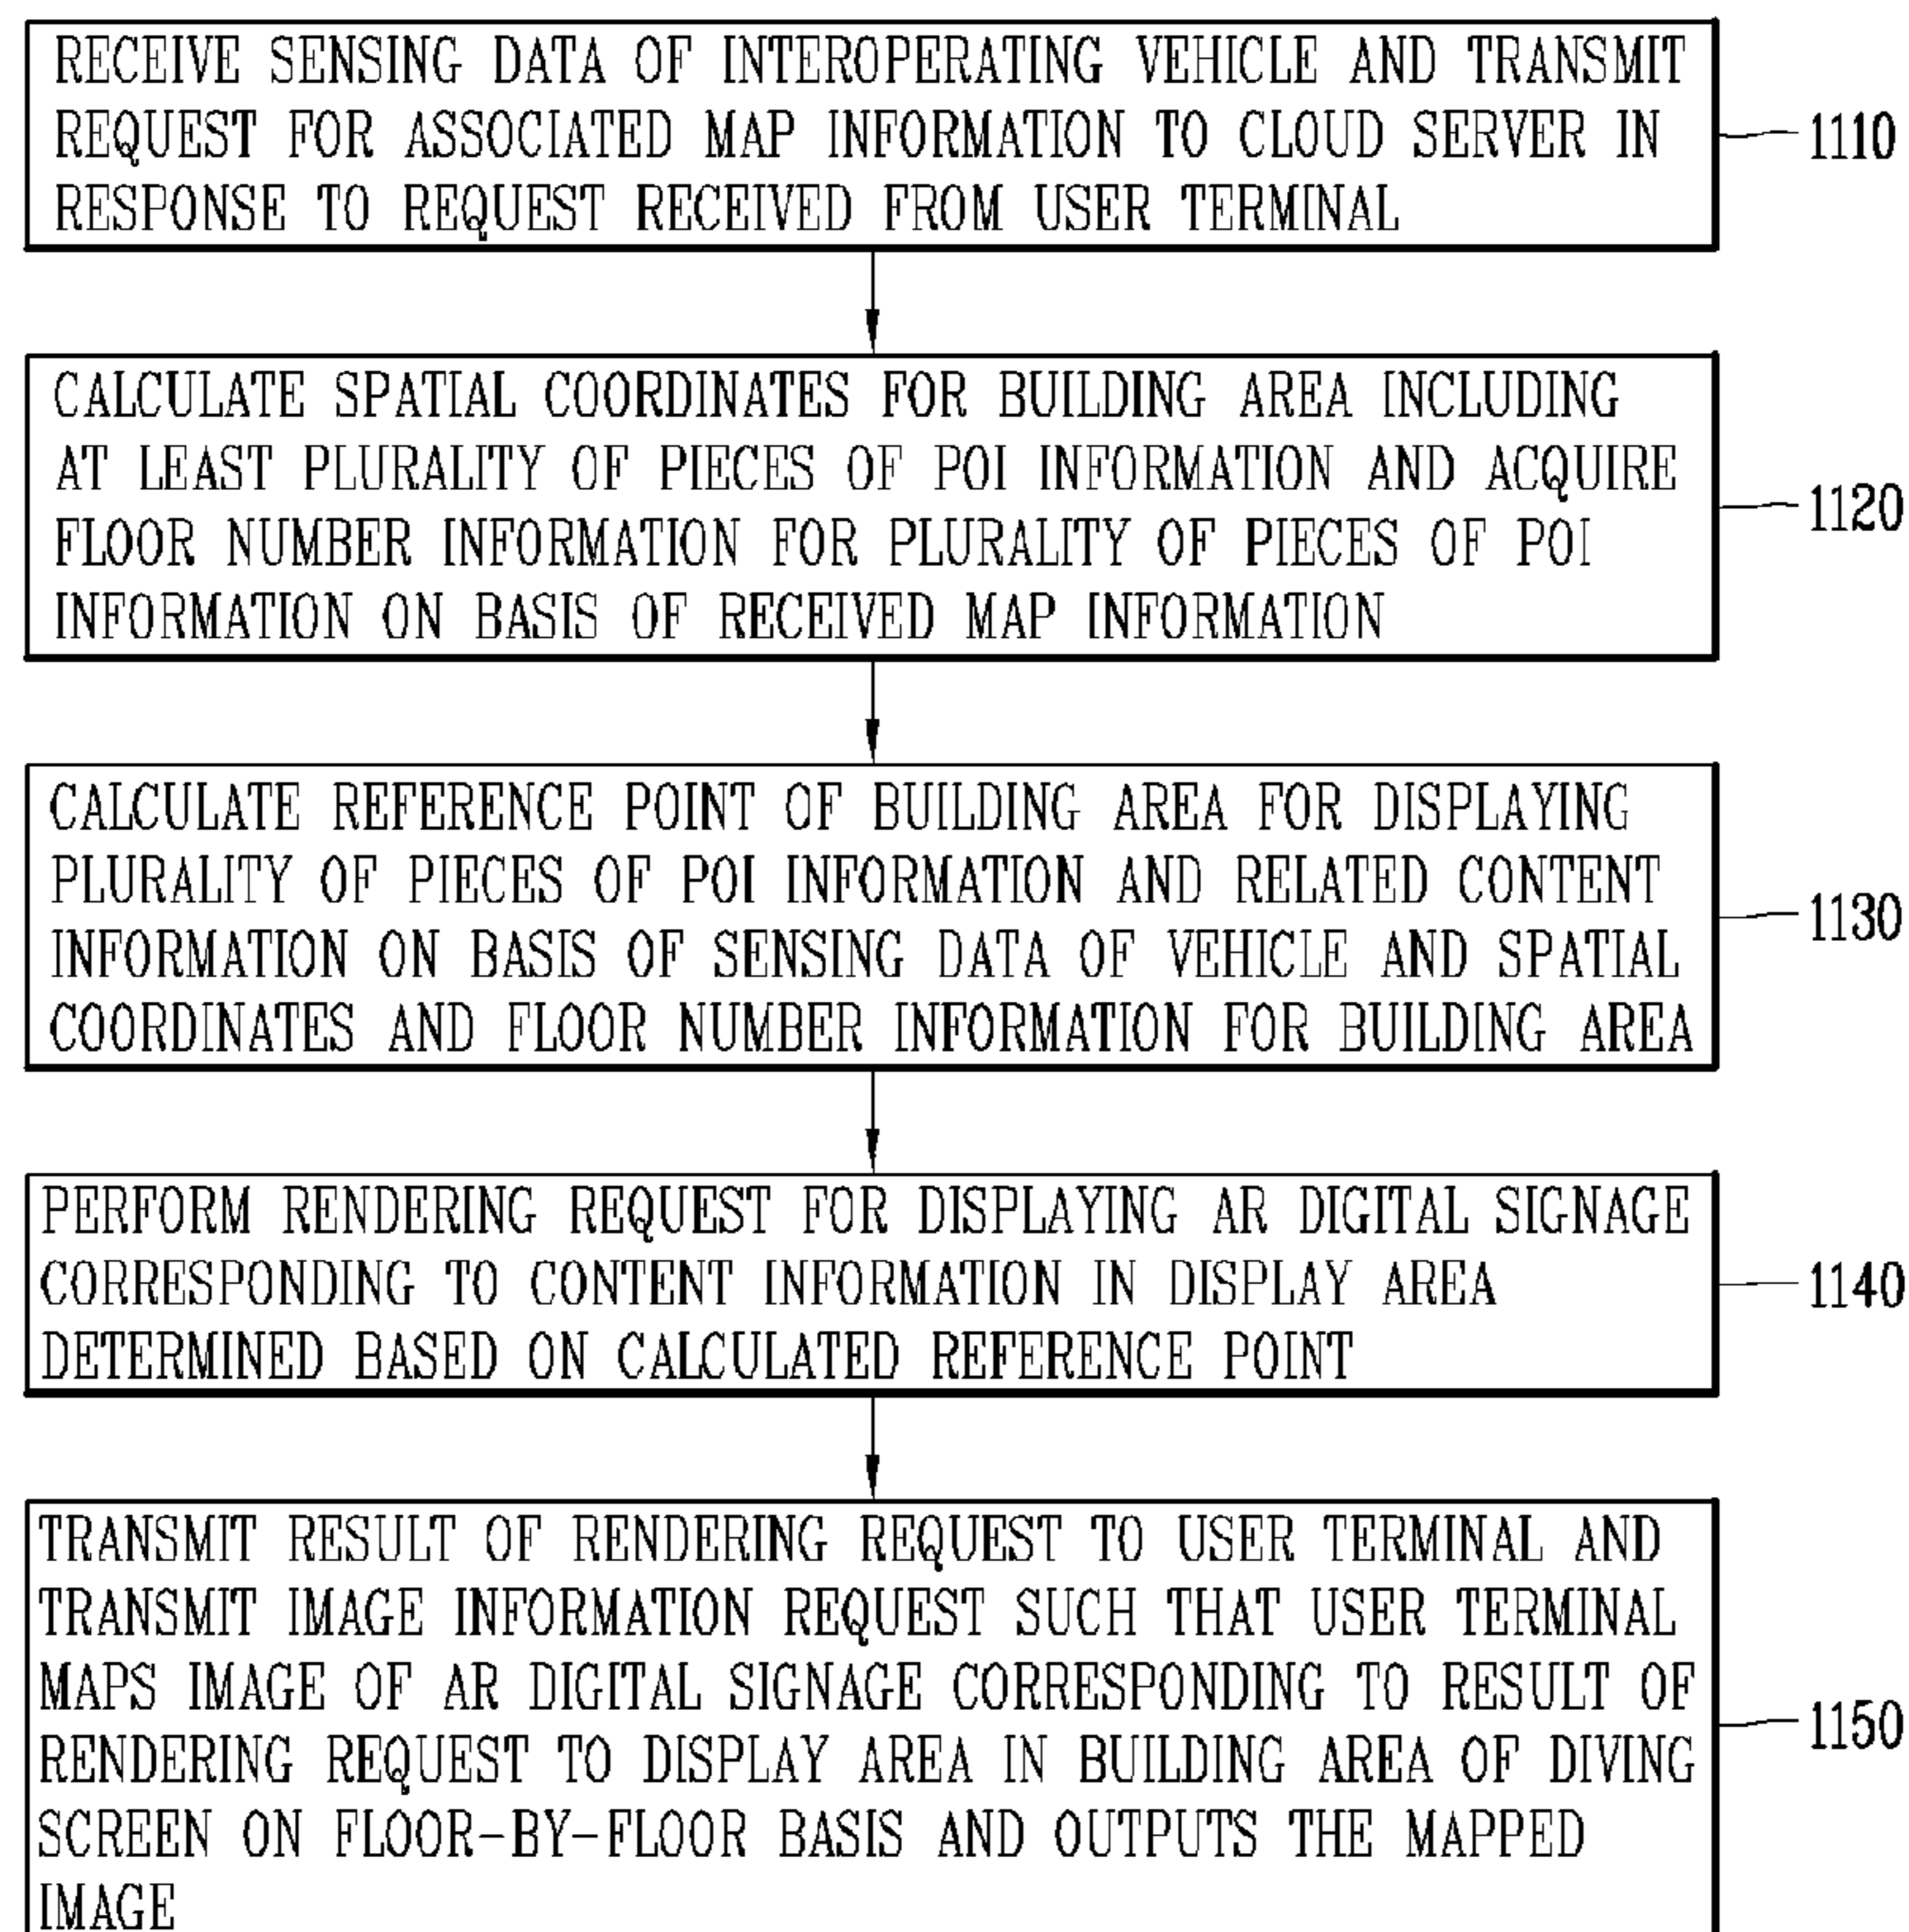 RECEIVE SENSING DATA OF INTEROPERATING VEHICLE AND TRANSMIT
REQUEST FOR ASSOCIATED MAP INFORMATION TO CLOUD SERVER IN
RESPONSE TO REQUEST RECEIVED FROM USER TERMINAL
1110
CALCULATE SPATIAL COORDINATES FOR BUILDING AREA INCLUDING
AT LEAST PLURALITY OF PIECES OF POI INFORMATION AND ACQUIRE
FLOOR NUMBER INFORMATION FOR PLURALITY OF PIECES OF POI
INFORMATION ON BASIS OF RECEIVED MAP INFORMATION
1120
CALCULATE REFERENCE POINT OF BUILDING AREA FOR DISPLAYING
PLURALITY OF PIECES OF POI INFORMATION AND RELATED CONTENT
INFORMATION ON BASIS OF SENSING DATA OF VEHICLE AND SPATIAL
COORDINATES AND FLOOR NUMBER INFORMATION FOR BUILDING AREA
1130
PERFORM RENDERING REQUEST FOR DISPLAYING AR DIGITAL SIGNAGE
CORRESPONDING TO CONTENT INFORMATION IN DISPLAY AREA
DETERMINED BASED ON CALCULATED REFERENCE POINT
1140
TRANSMIT RESULT OF RENDERING REQUEST TO USER TERMINAL AND
TRANSMIT IMAGE INFORMATION REQUEST SUCH THAT USER TERMINAL
MAPS IMAGE OF AR DIGITAL SIGNAGE CORRESPONDING TO RESULT OF
RENDERING REQUEST TO DISPLAY AREA IN BUILDING AREA OF DIVING
SCREEN ON FLOOR-BY-FLOOR BASIS AND OUTPUTS THE MAPPED
IMAGE
1150